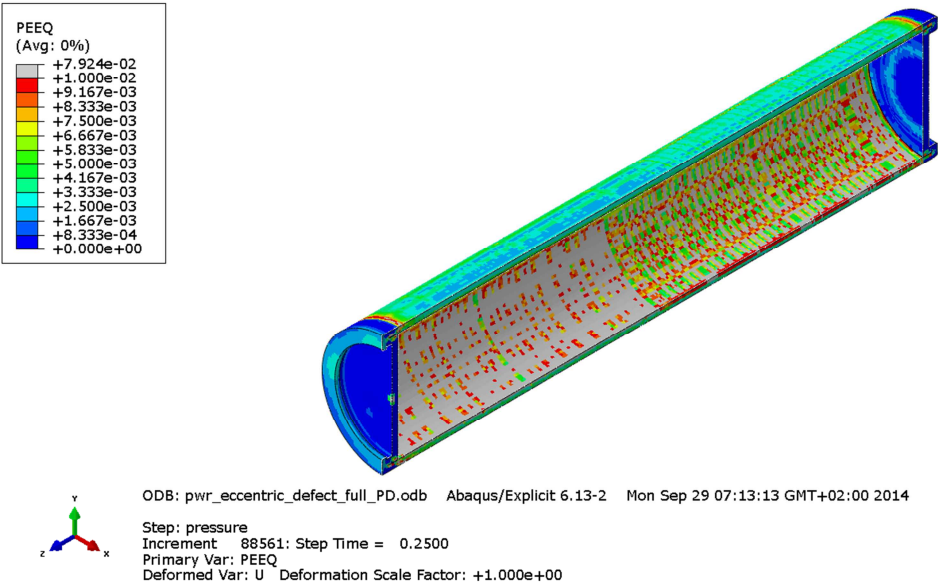 PEEQ
(Avg: 0%)
+7.924e-02
+1.000e-02
+9.167e-03
+8.333e-03
+7.500e-03
+6.667e-03
+5.833e-03
+5.000e-03
+4.167e-03
+3.333e-03
+2.500e-03
+1.667e-03
+8.333e-04
+0.000e+00
ODB: pwr_eccentric_defect_full_PD.odb Abaqus/Explicit 6.13-2 Mon Sep 29 07:13:13 GMT+02:00 2014
Step: pressure
Increment 88561: Step Time = 0.2500
Primary Var: PEEQ
Deformed Var: U Deformation Scale Factor: +1.000e+00
Y
Z
X